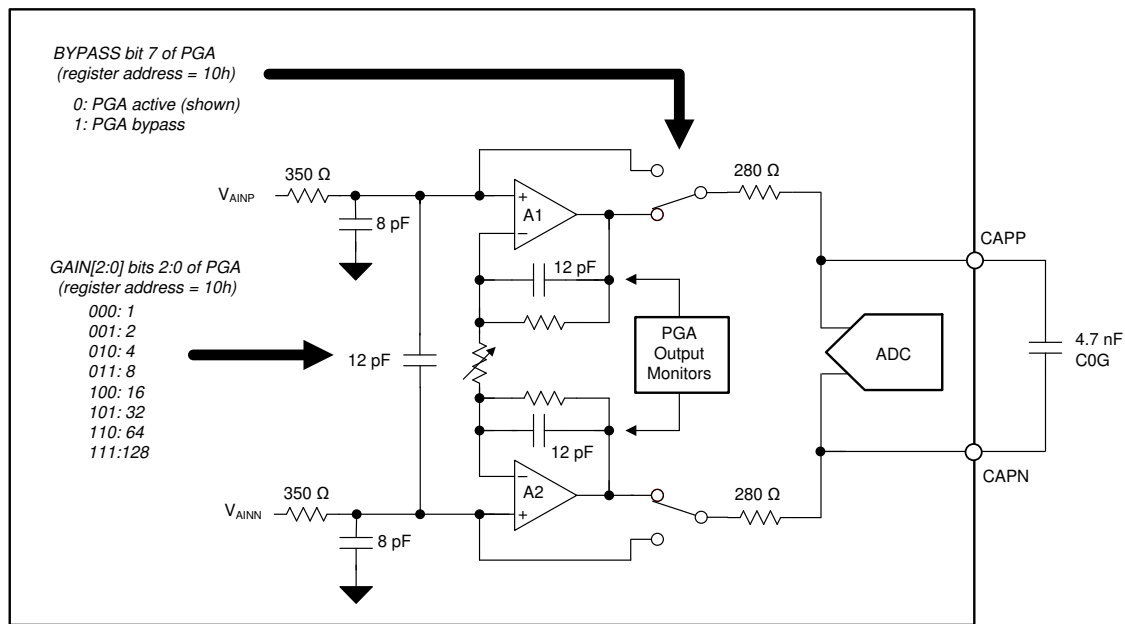 BYPASS bit 7 of PGA
(register address = 10h)
0: PGA active (shown)
1: PGA bypass
350 Ω
V_AINP
8 pF
+
A1
−
280 Ω
CAPP
GAIN[2:0] bits 2:0 of PGA
(register address = 10h)
000: 1
001: 2
010: 4
011: 8
100: 16
101: 32
110: 64
111:128
12 pF
12 pF
PGA
Output
Monitors
ADC
4.7 nF
C0G
12 pF
350 Ω
V_AINN
8 pF
−
A2
+
280 Ω
CAPN